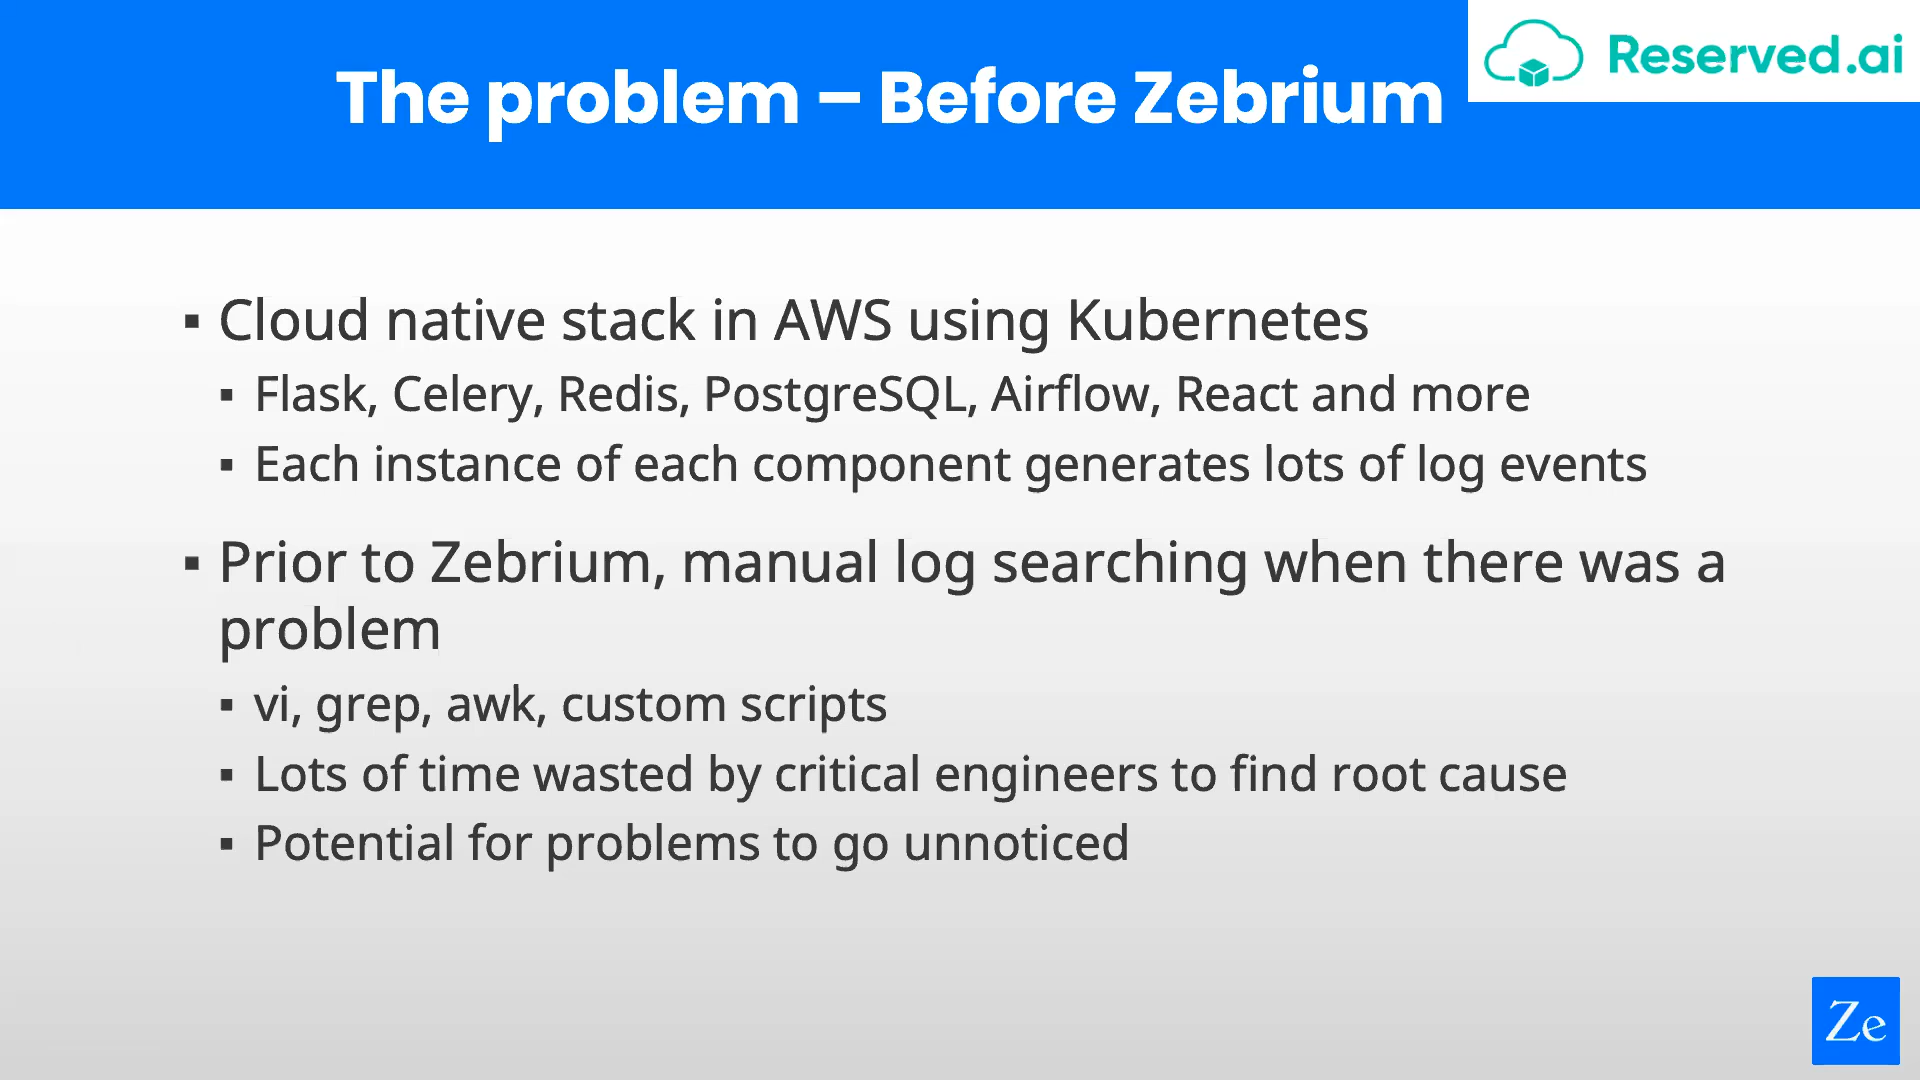 Reserved.ai
The problem – Before Zebrium
▪ Cloud native stack in AWS using Kubernetes
▪ Flask, Celery, Redis, PostgreSQL, Airflow, React and more
▪ Each instance of each component generates lots of log events
▪ Prior to Zebrium, manual log searching when there was a
problem
▪ vi, grep, awk, custom scripts
▪ Lots of time wasted by critical engineers to find root cause
▪ Potential for problems to go unnoticed
Ze